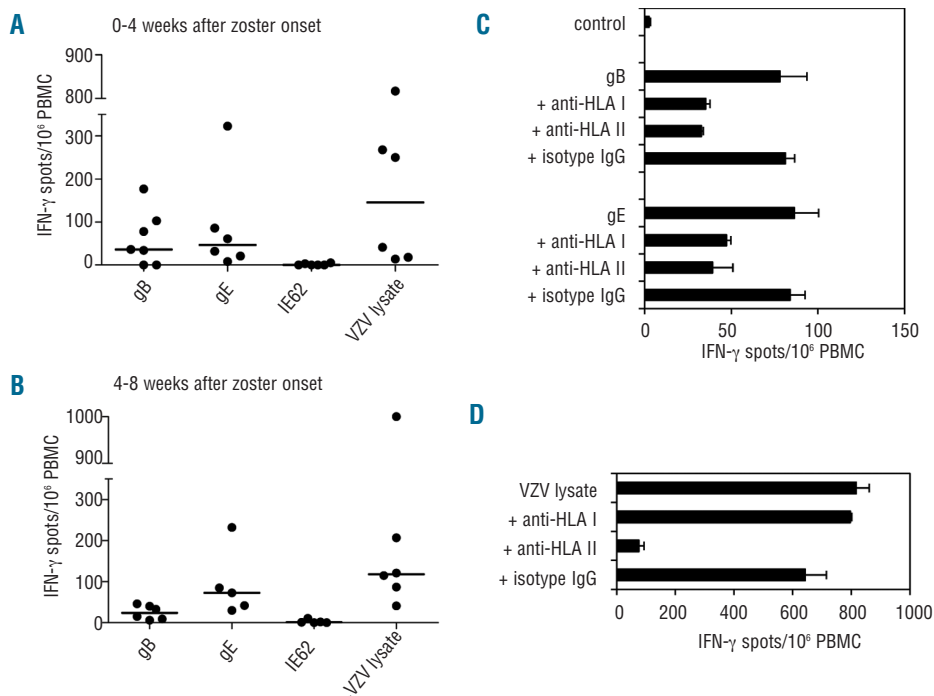 A
0-4 weeks after zoster onset
IFN-γ spots/10⁶ PBMC
900
800
300
200
100
0
gB
gE
IE62
VZV lysate
B
4-8 weeks after zoster onset
IFN-γ spots/10⁶ PBMC
1000
900
300
200
100
0
gB
gE
IE62
VZV lysate
C
control
gB
+ anti-HLA I
+ anti-HLA II
+ isotype IgG
gE
+ anti-HLA I
+ anti-HLA II
+ isotype IgG
0 50 100 150
IFN-γ spots/10⁶ PBMC
D
VZV lysate
+ anti-HLA I
+ anti-HLA II
+ isotype IgG
0 200 400 600 800 1000
IFN-γ spots/10⁶ PBMC